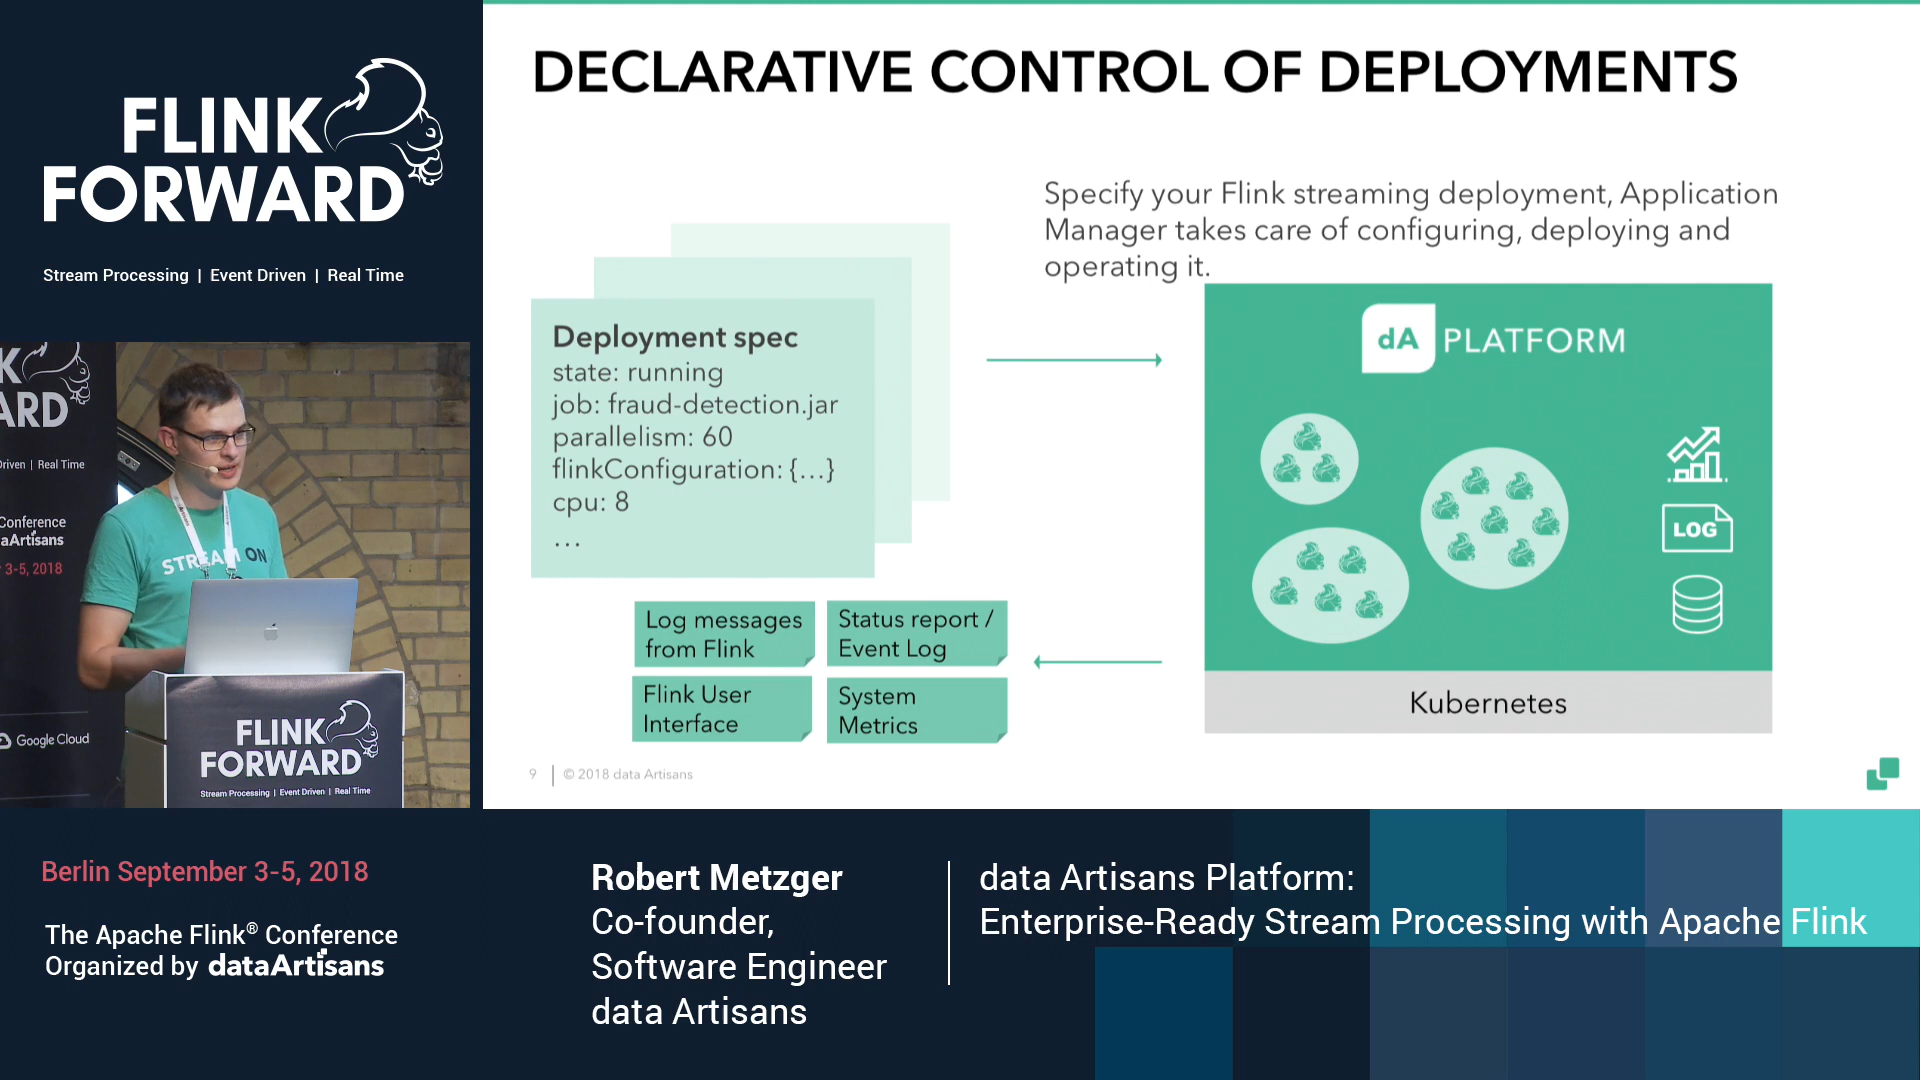 FLINK
FORWARD
Stream Processing | Event Driven | Real Time
DECLARATIVE CONTROL OF DEPLOYMENTS
Specify your Flink streaming deployment, Application
Manager takes care of configuring, deploying and
operating it.
Deployment spec
state: running
job: fraud-detection.jar
parallelism: 60
flinkConfiguration: {...}
cpu: 8
...
dA PLATFORM
LOG
Kubernetes
Log messages
from Flink
Status report /
Event Log
Flink User
Interface
System
Metrics
9 | © 2018 data Artisans
K
ARD
riven | Real Time
Conference
aArtisans
3-5, 2018
Google Cloud
STREAM ON
FLINK
FORWARD
Stream Processing | Event Driven | Real Time
Berlin September 3-5, 2018
The Apache Flink® Conference
Organized by dataArtisans
Robert Metzger
Co-founder,
Software Engineer
data Artisans
data Artisans Platform:
Enterprise-Ready Stream Processing with Apache Flink